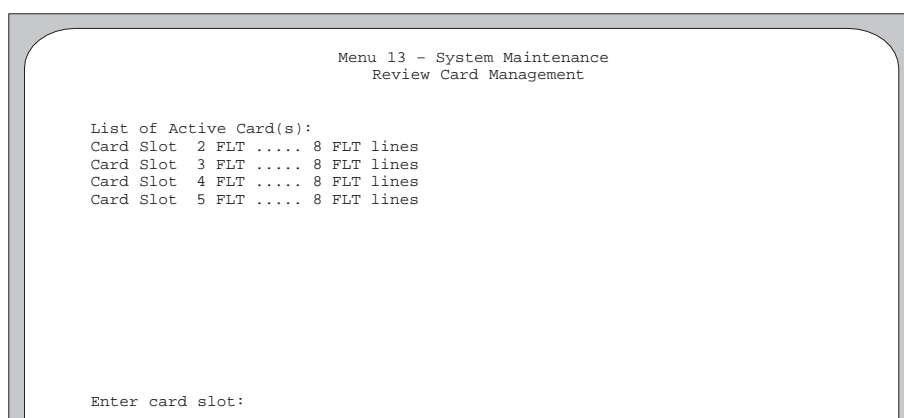 Menu 13 - System Maintenance
Review Card Management
List of Active Card(s):
Card Slot  2 FLT ..... 8 FLT lines
Card Slot  3 FLT ..... 8 FLT lines
Card Slot  4 FLT ..... 8 FLT lines
Card Slot  5 FLT ..... 8 FLT lines
Enter card slot: